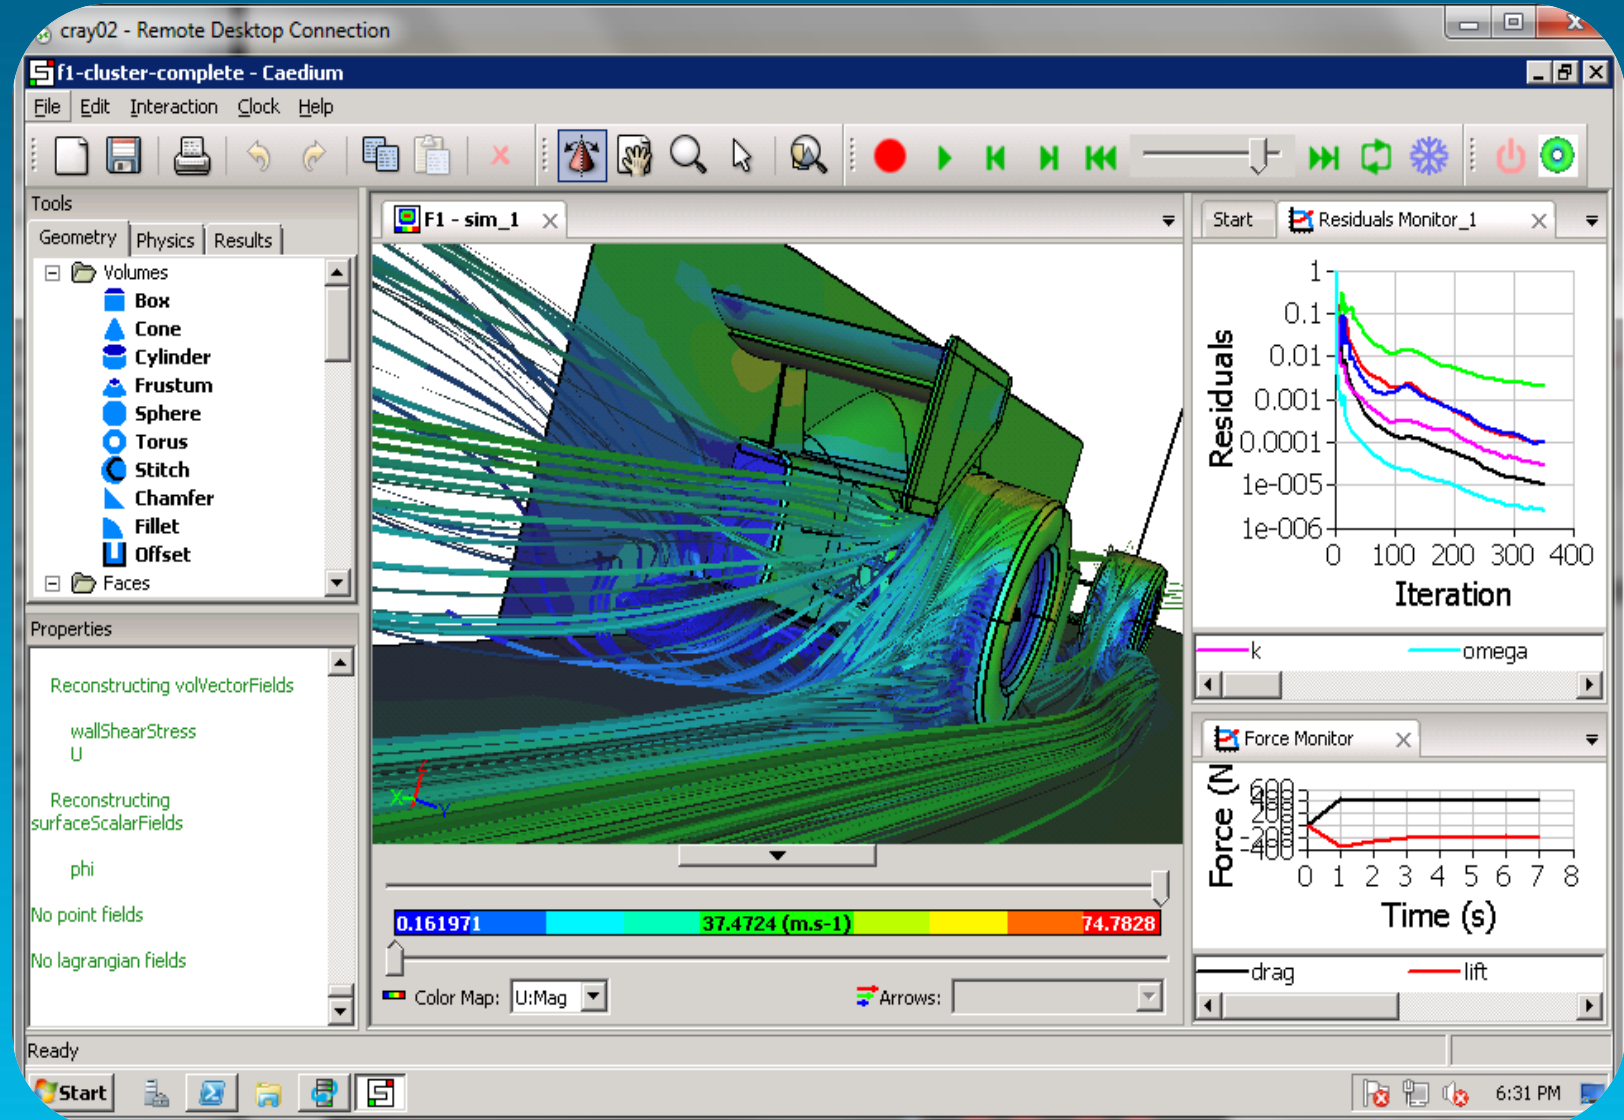 cray02 - Remote Desktop Connection
f1-cluster-complete - Caedium
File Edit Interaction Clock Help
Tools
Geometry Physics Results
Volumes
Box
Cone
Cylinder
Frustum
Sphere
Torus
Stitch
Chamfer
Fillet
Offset
Faces
Properties
Reconstructing volVectorFields
wallShearStress
U
Reconstructing
surfaceScalarFields
phi
No point fields
No lagrangian fields
F1 - sim_1
X Y
0.161971 37.4724 (m.s-1) 74.7828
Color Map: U:Mag Arrows:
Start Residuals Monitor_1
Residuals
1
0.1
0.01
0.001
0.0001
1e-005
1e-006
0 100 200 300 400
Iteration
k omega
Force Monitor
Force (N
600
-400
0 1 2 3 4 5 6 7 8
Time (s)
drag lift
Ready
Start 6:31 PM